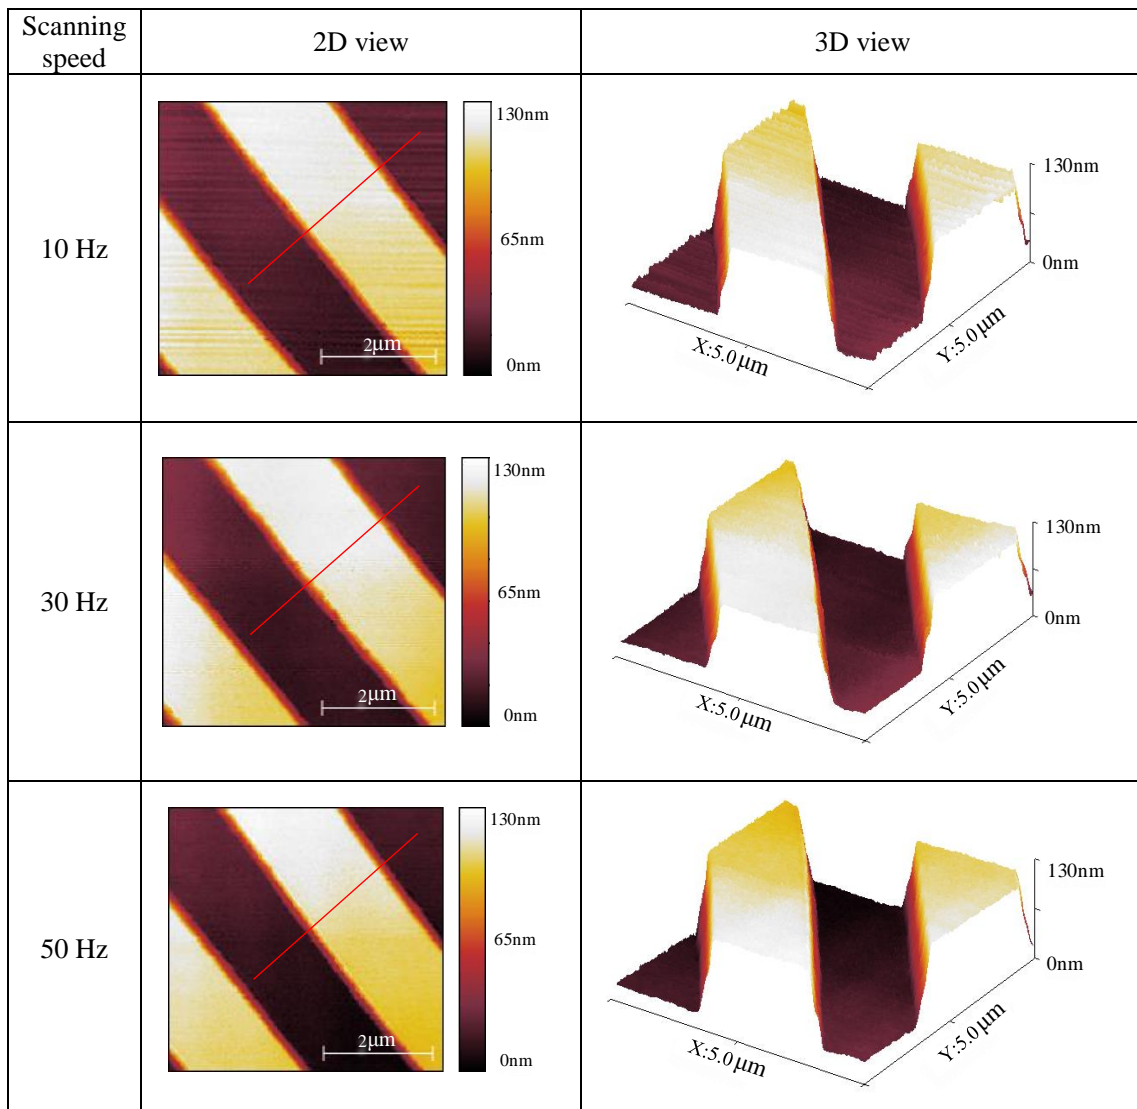 Scanning
speed
2D view
3D view
10 Hz
130nm
65nm
0nm
2μm
130nm
0nm
X:5.0μm
Y:5.0μm
30 Hz
130nm
65nm
0nm
2μm
130nm
0nm
X:5.0μm
Y:5.0μm
50 Hz
130nm
65nm
0nm
2μm
130nm
0nm
X:5.0μm
Y:5.0μm